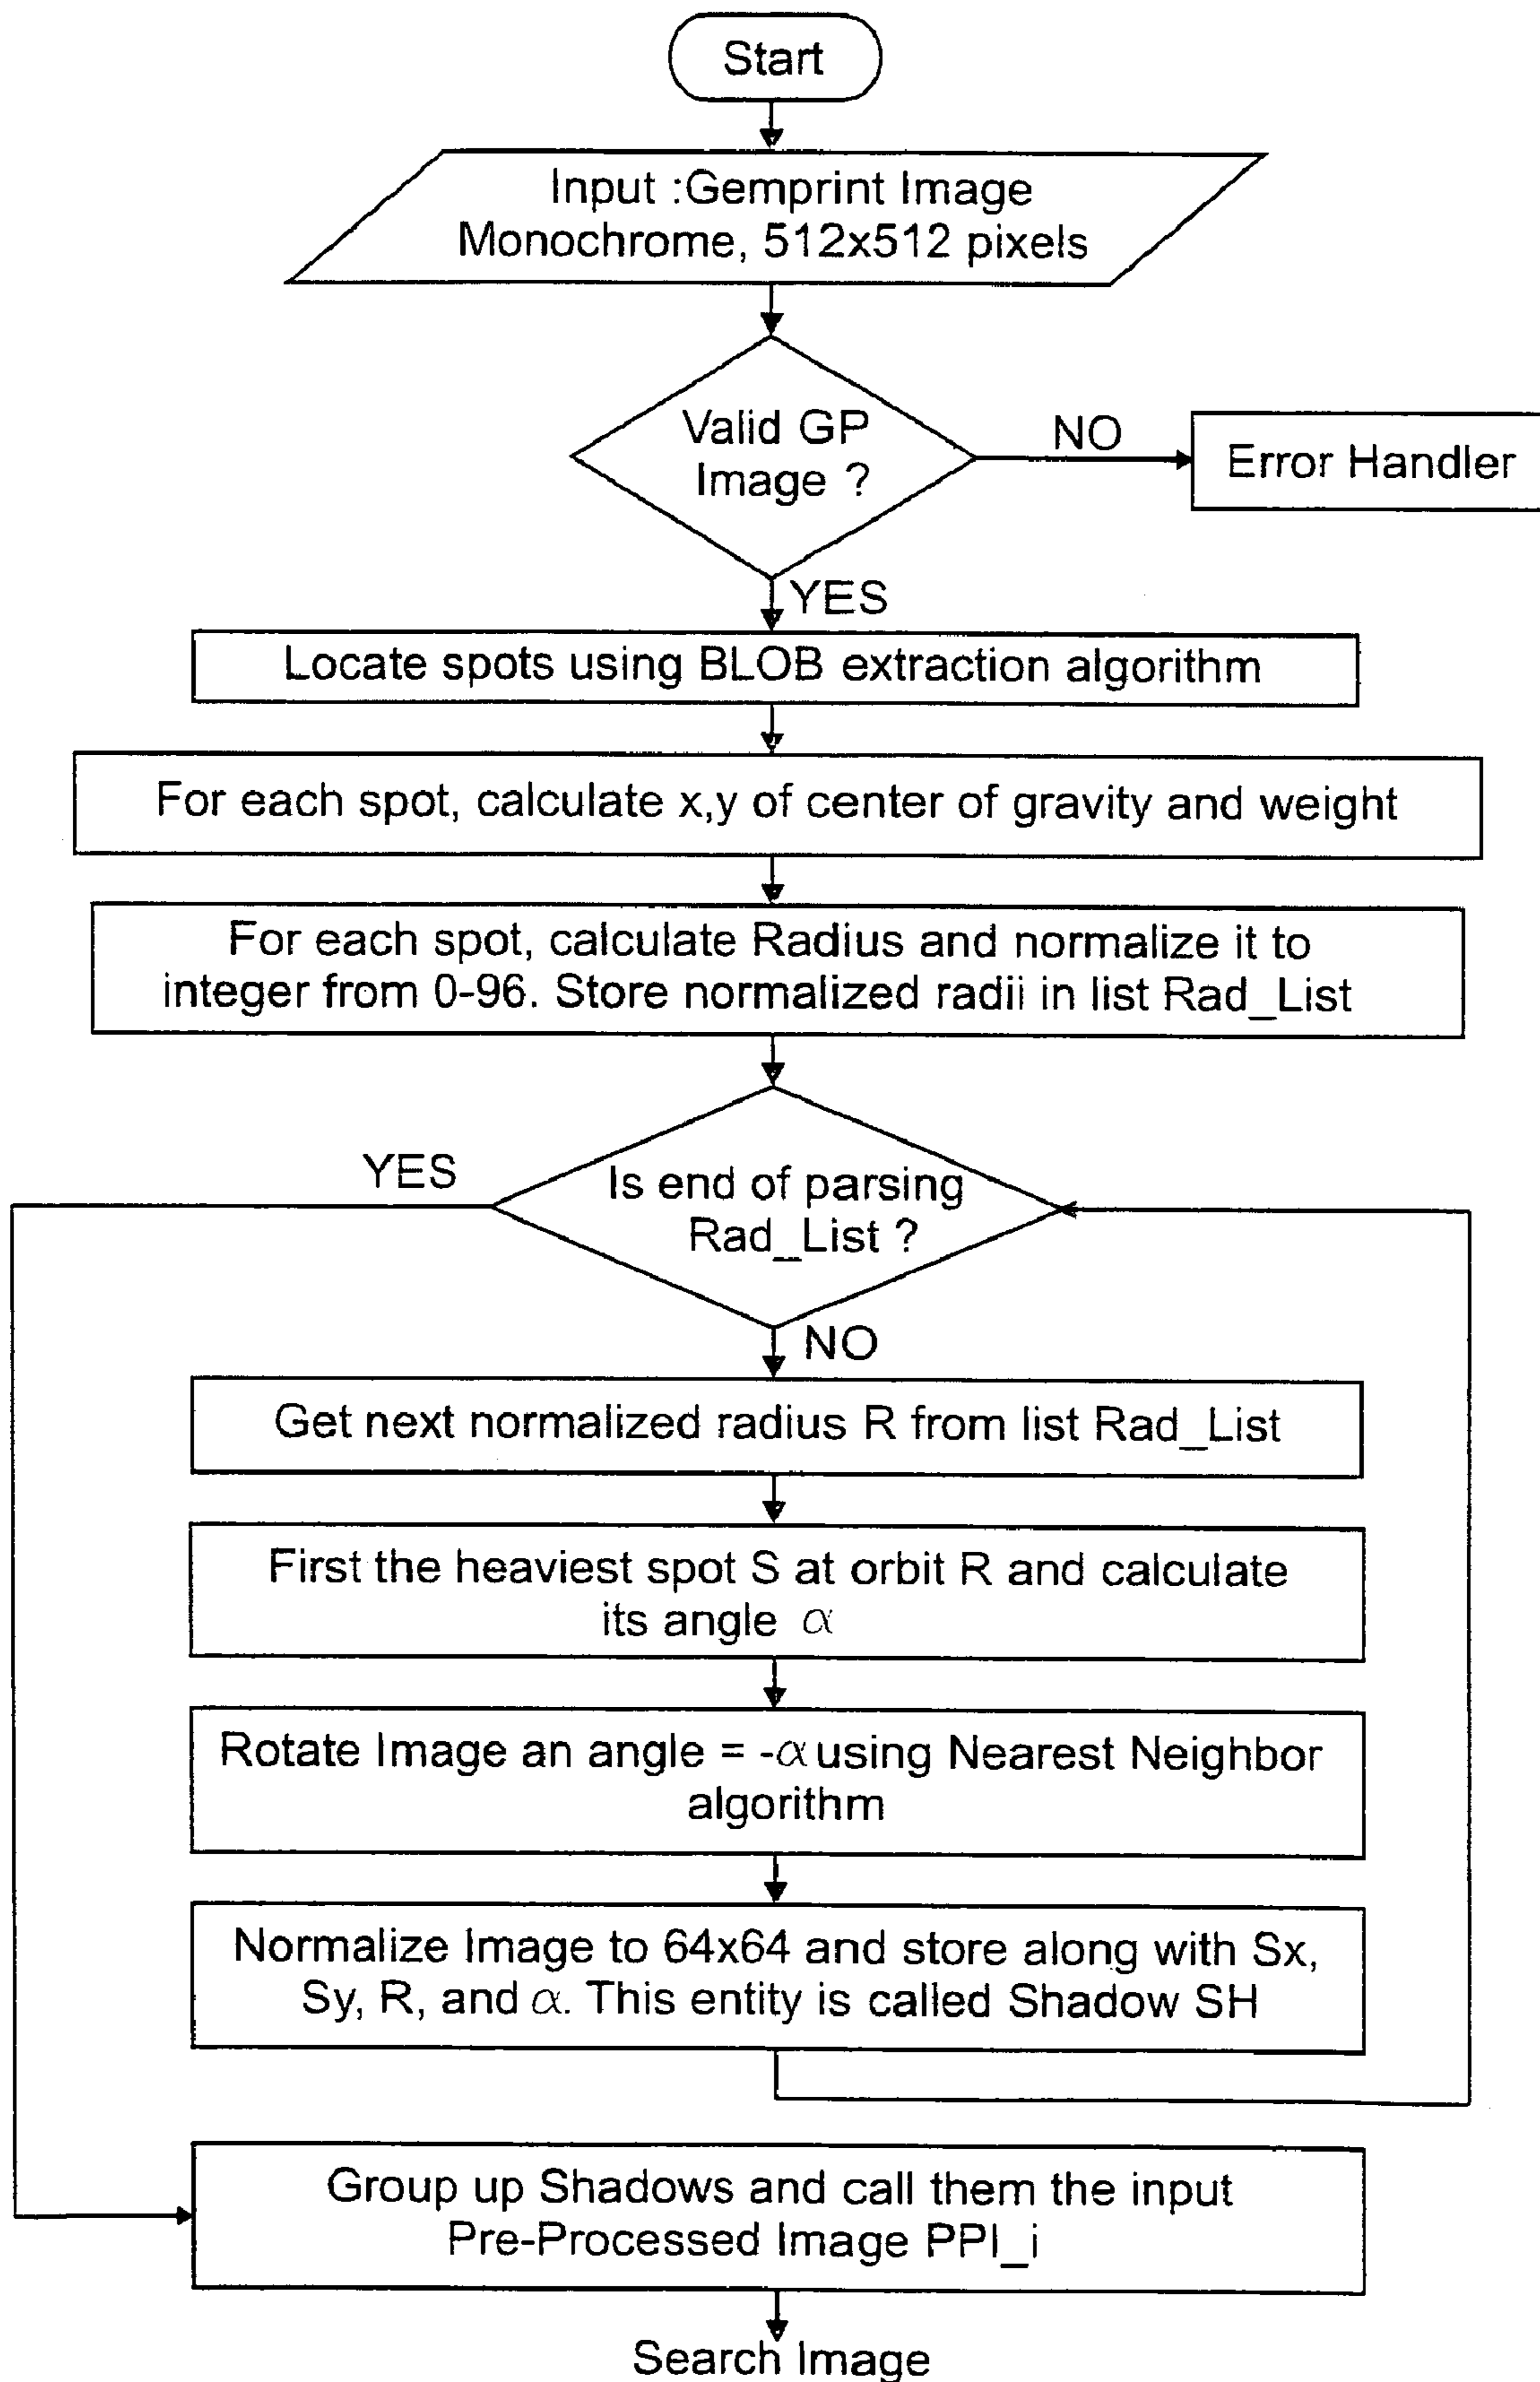 Start
Input :Gemprint Image
Monochrome, 512x512 pixels
Valid GP
Image ?
NO
Error Handler
YES
Locate spots using BLOB extraction algorithm
For each spot, calculate x,y of center of gravity and weight
For each spot, calculate Radius and normalize it to
integer from 0-96. Store normalized radii in list Rad_List
YES
Is end of parsing
Rad_List ?
NO
Get next normalized radius R from list Rad_List
First the heaviest spot S at orbit R and calculate
its angle α
Rotate Image an angle = -α using Nearest Neighbor
algorithm
Normalize Image to 64x64 and store along with Sx,
Sy, R, and α. This entity is called Shadow SH
Group up Shadows and call them the input
Pre-Processed Image PPI_i
Search Image